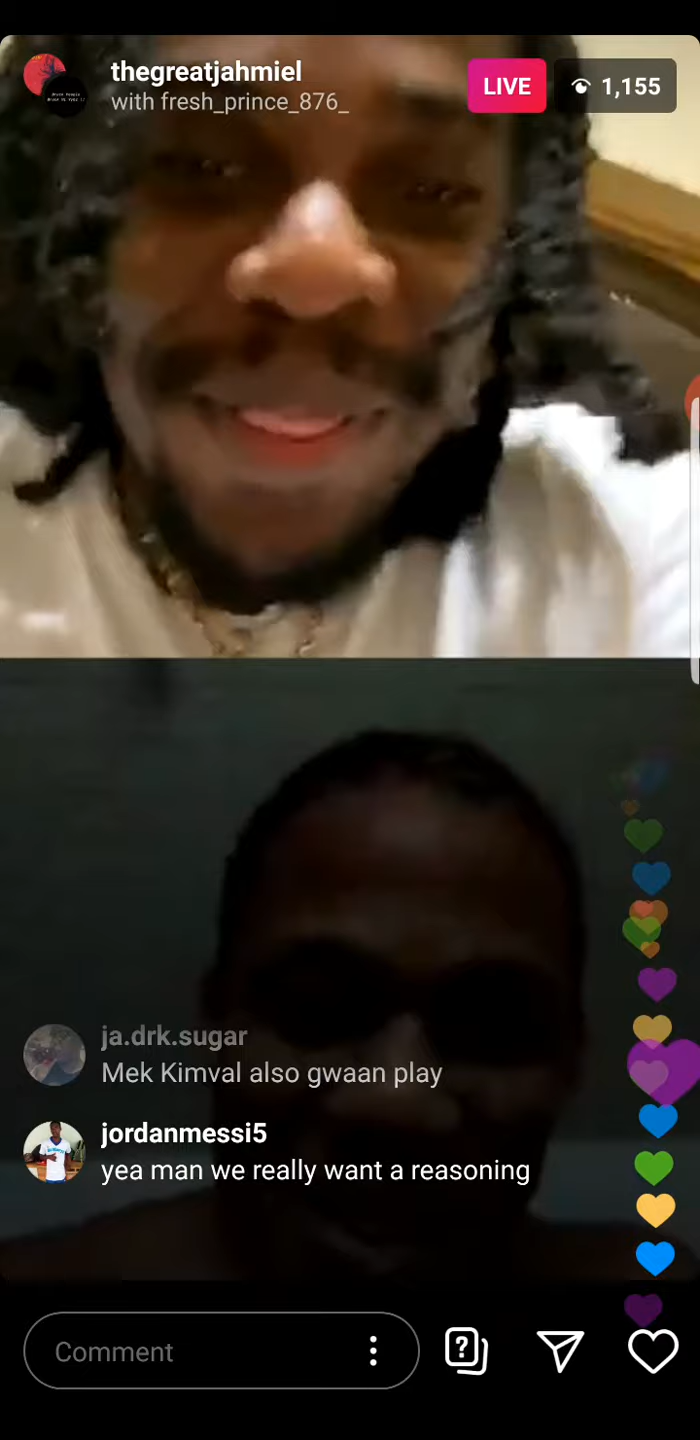 thegreatjahmiel
with fresh_prince_876_
LIVE
1,155
ja.drk.sugar
Mek Kimval also gwaan play
jordanmessi5
yea man we really want a reasoning
Comment